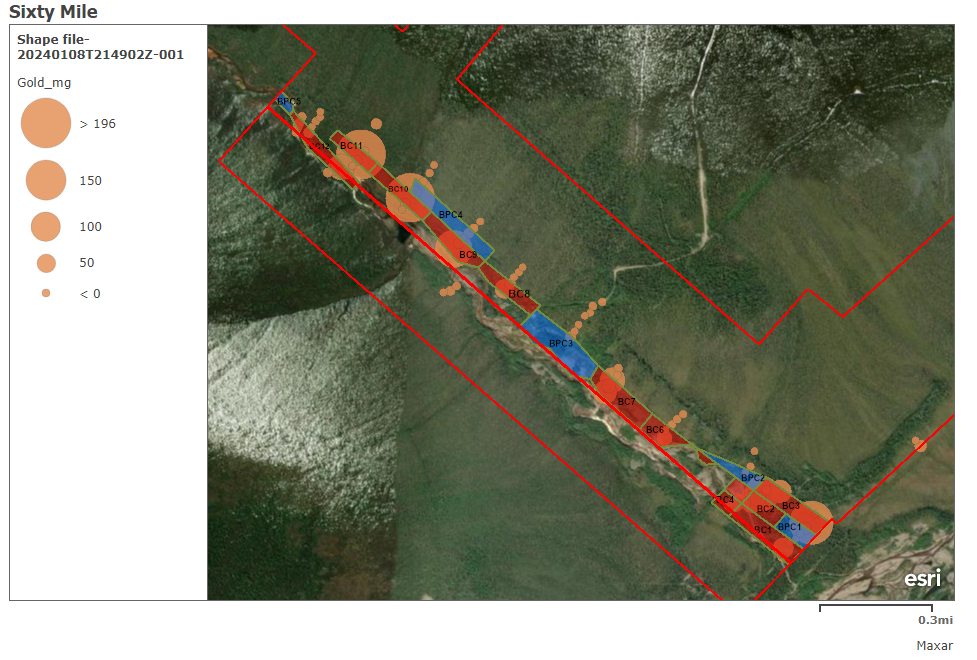 Sixty Mile
Shape file-
20240108T214902Z-001
Gold_mg
> 196
150
100
50
< 0
BPC5
BC12
BC11
BC10
BPC4
BC9
BC8
BPC3
BC7
BC6
BPC2
BC4
BC3
BC2
BPC1
BC1
esri
0.3mi
Maxar